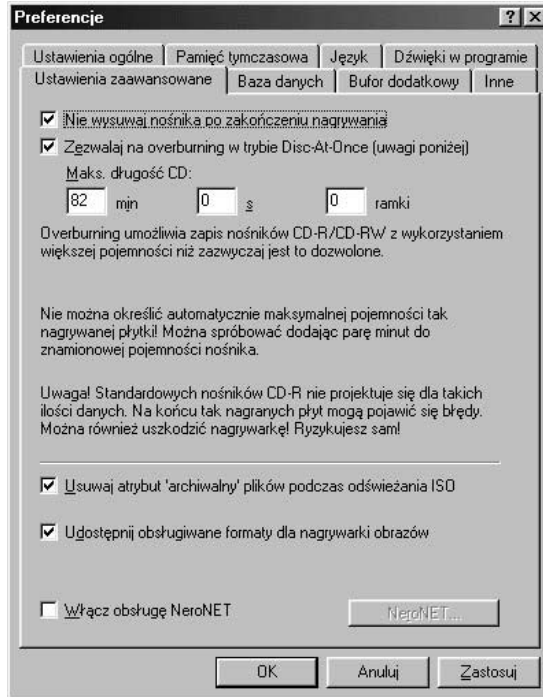 Preferencje
Ustawienia ogólne Pamięć tymczasowa Język Dźwięki w programie
Ustawienia zaawansowane Baza danych Bufor dodatkowy Inne
Nie wysuwaj nośnika po zakończeniu nagrywania
Zezwalaj na overburning w trybie Disc-At-Once (uwagi poniżej)
Maks. długość CD:
82 min 0 s 0 ramki
Overburning umożliwia zapis nośników CD-R/CD-RW z wykorzystaniem
większej pojemności niż zazwyczaj jest to dozwolone.
Nie można określić automatycznie maksymalnej pojemności tak
nagrywanej płytki! Można spróbować dodając parę minut do
znamionowej pojemności nośnika.
Uwaga! Standardowych nośników CD-R nie projektuje się dla takich
ilości danych. Na końcu tak nagranych płyt mogą pojawić się błędy.
Można również uszkodzić nagrywarkę! Ryzykujesz sam!
Usuwaj atrybut 'archiwalny' plików podczas odświeżania ISO
Udostępnij obsługiwane formaty dla nagrywarki obrazów
Włącz obsługę NeroNET NeroNET...
OK Anuluj Zastosuj